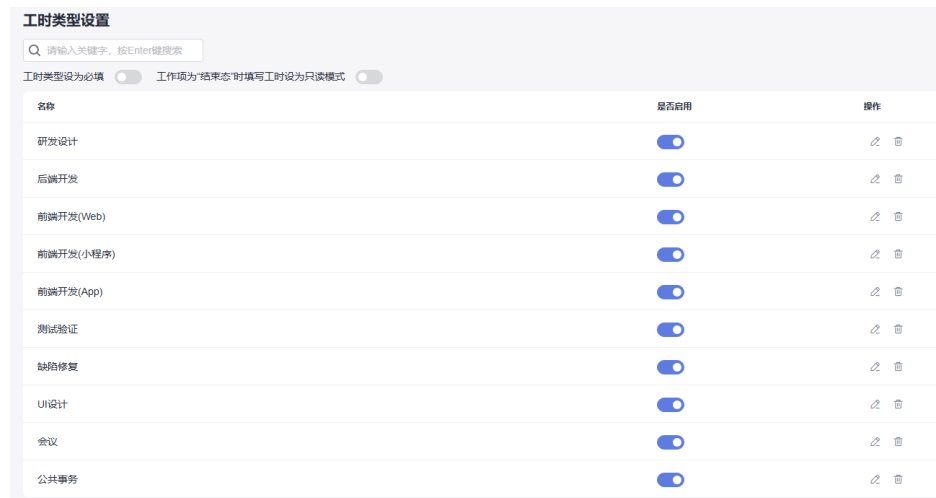 工时类型设置
请输入关键字，按Enter键搜索
工时类型设为必填 工作项为“结束态”时填写工时设为只读模式
名称 是否启用 操作
研发设计
后端开发
前端开发(Web)
前端开发(小程序)
前端开发(App)
测试验证
缺陷修复
UI设计
会议
公共事务